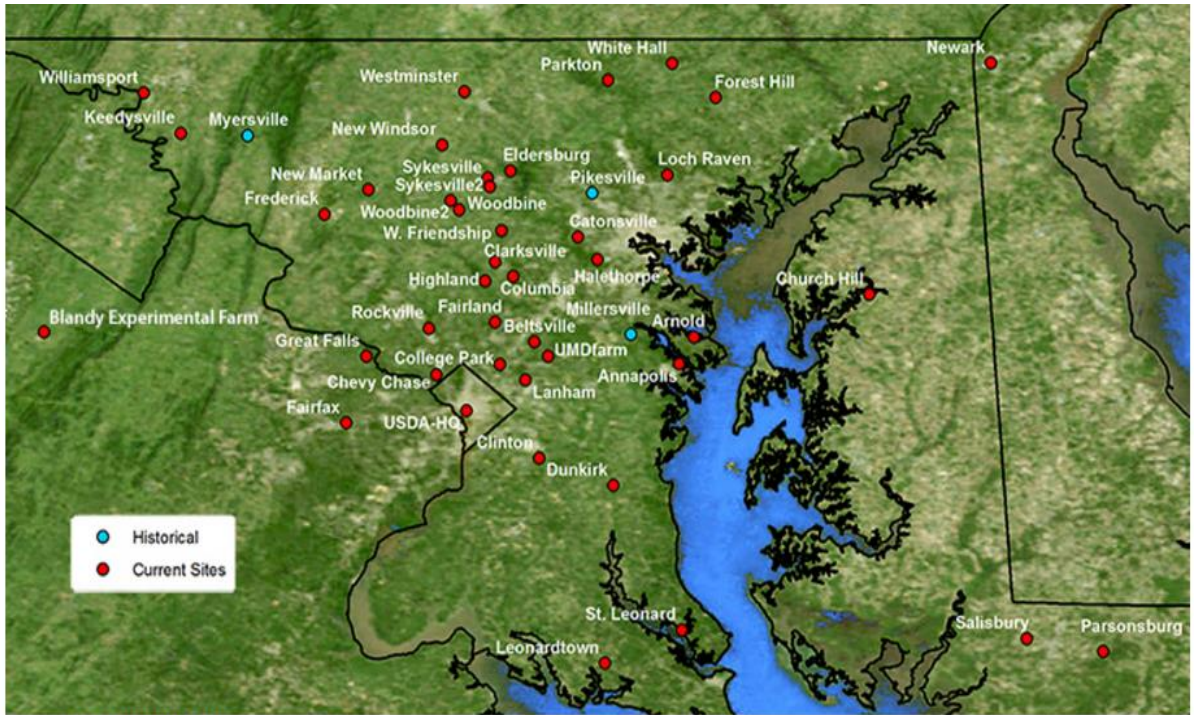 White Hall
Newark
Parkton
Williamsport
Westminster
Forest Hill
Keedysville
Myersville
New Windsor
Eldersburg
Loch Raven
Sykesville
New Market
Sykesville2
Pikesville
Frederick
Woodbine
Woodbine2
Catonsville
W. Friendship
Clarksville
Halethorpe
Highland
Columbia
Church Hill
Fairland
Millersville
Blandy Experimental Farm
Rockville
Beltsville
Arnold
Great Falls
College Park
UMDfarm
Annapolis
Chevy Chase
Lanham
Fairfax
USDA-HQ
Clinton
Dunkirk
Historical
Current Sites
St. Leonard
Salisbury
Parsonsburg
Leonardtown